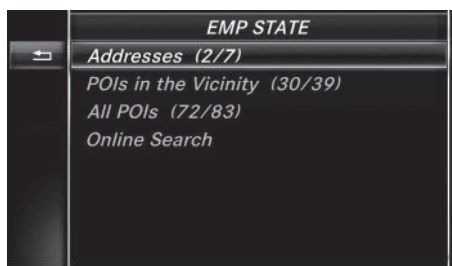 EMP STATE
Addresses (2/7)
POIs in the Vicinity (30/39)
All POIs (72/83)
Online Search